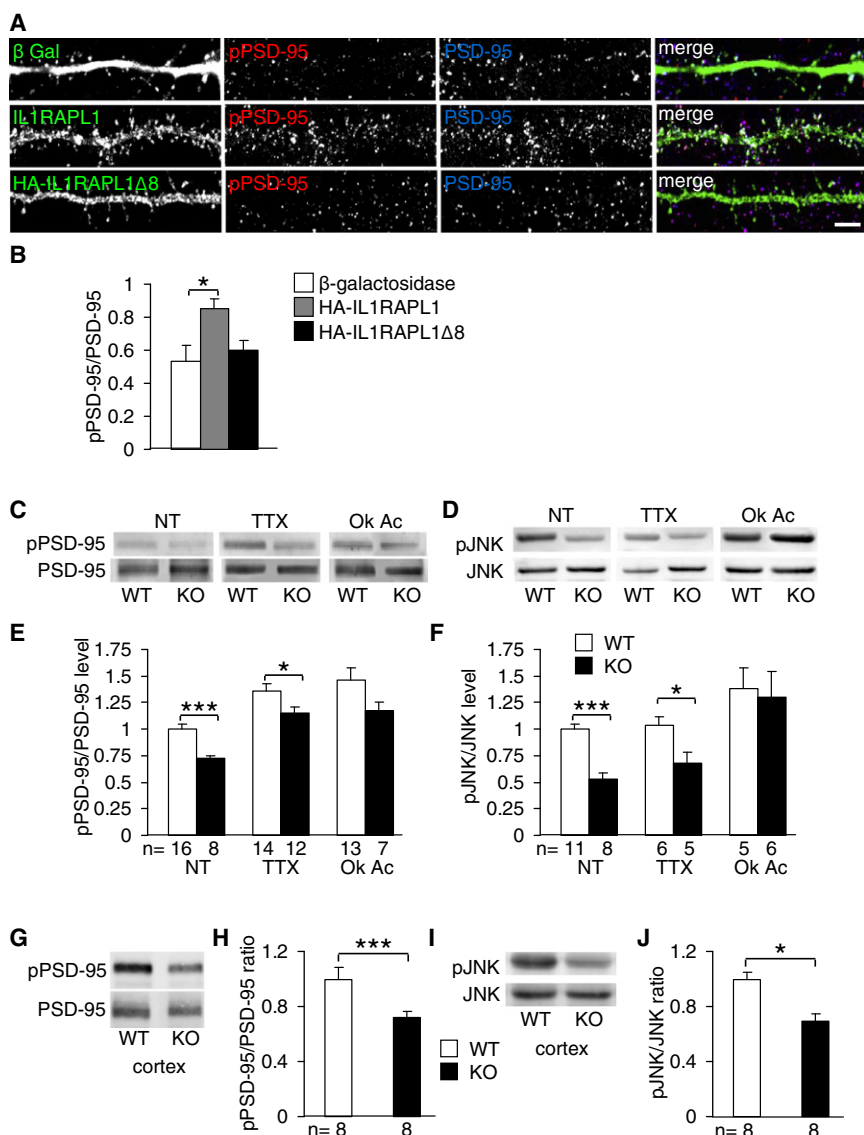 A
β Gal pPSD-95 PSD-95 merge
IL1RAPL1 pPSD-95 PSD-95 merge
HA-IL1RAPL1Δ8 pPSD-95 PSD-95 merge
B
pPSD-95/PSD-95
1
0.8
0.6
0.4
0.2
0
*
β-galactosidase
HA-IL1RAPL1
HA-IL1RAPL1Δ8
C
NT TTX Ok Ac
pPSD-95
PSD-95
WT KO WT KO WT KO
D
NT TTX Ok Ac
pJNK
JNK
WT KO WT KO WT KO
E
pPSD-95/PSD-95 level
1.75
1.5
1.25
1
0.75
0.5
0.25
0
*** *
n= 16 8 14 12 13 7
NT TTX Ok Ac
F
WT
KO
pJNK/JNK level
1.75
1.5
1.25
1
0.75
0.5
0.25
0
*** *
n= 11 8 6 5 5 6
NT TTX Ok Ac
G
pPSD-95
PSD-95
WT KO
cortex
H
pPSD-95/PSD-95 ratio
1.2
0.8
0.4
0
***
n= 8 8
WT
KO
I
pJNK
JNK
WT KO
cortex
J
pJNK/JNK ratio
1.2
0.8
0.4
0
*
n= 8 8